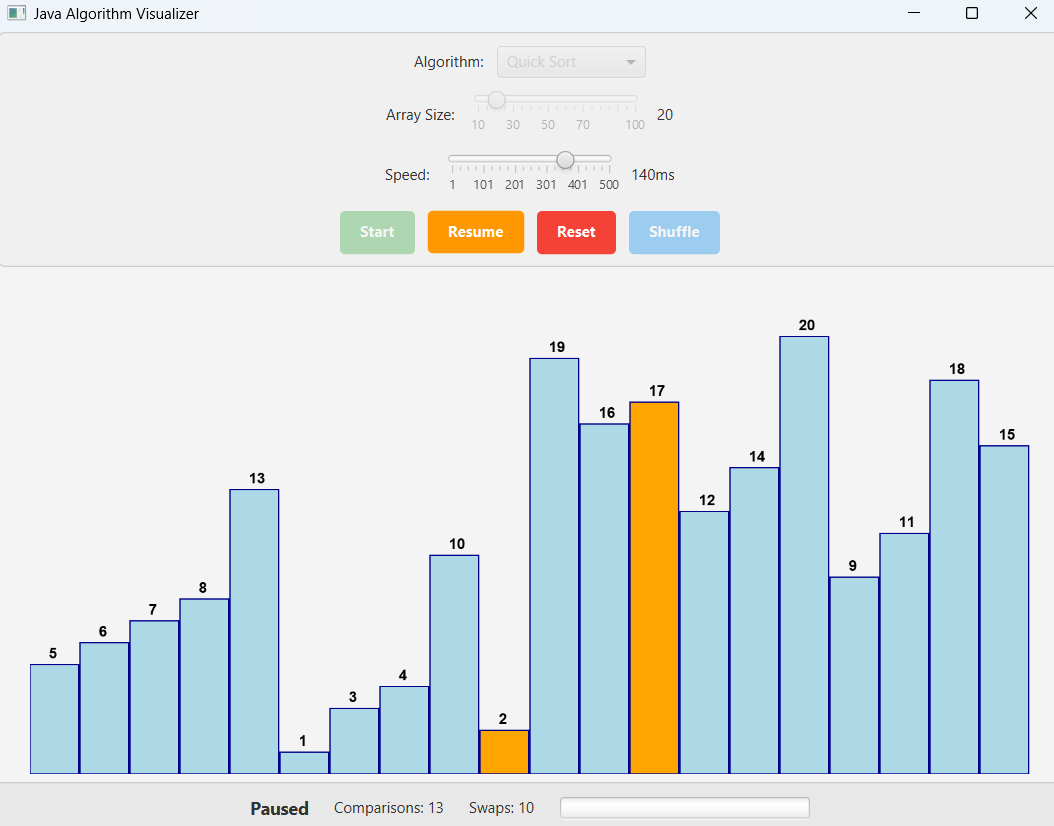 Java Algorithm Visualizer
Algorithm: Quick Sort
Array Size: 20
10 30 50 70 100
Speed: 140ms
1 101 201 301 401 500
Start Resume Reset Shuffle
5 6 7 8 13 1 3 4 10 2 19 16 17 12 14 20 9 11 18 15
Paused Comparisons: 13 Swaps: 10